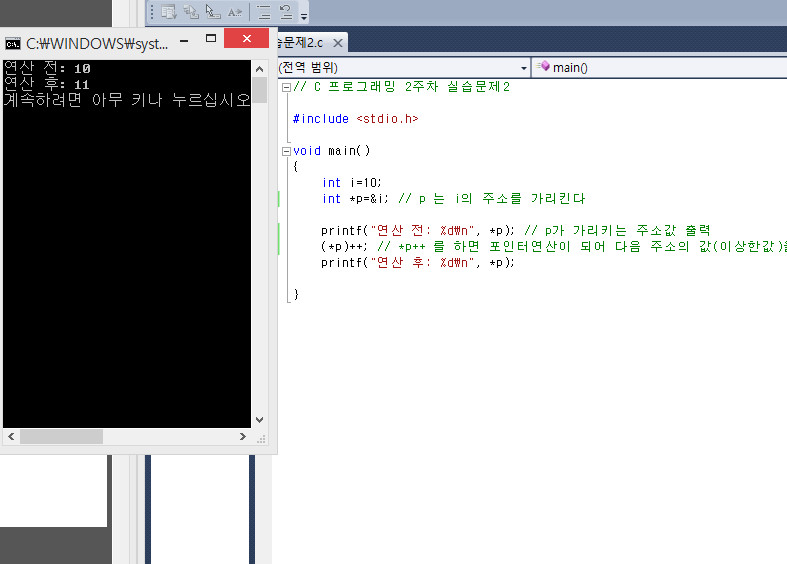 C:₩WINDOWS₩syst...
연산 전: 10
연산 후: 11
계속하려면 아무 키나 누르십시오
습문제2.c
(전역 범위)
main()
// C 프로그래밍 2주차 실습문제2
#include <stdio.h>
void main()
{
int i=10;
int *p=&i; // p 는 i의 주소를 가리킨다
printf("연산 전: %d₩n", *p); // p가 가리키는 주소값 출력
(*p)++; // *p++ 를 하면 포인터연산이 되어 다음 주소의 값(이상한값)을
printf("연산 후: %d₩n", *p);
}